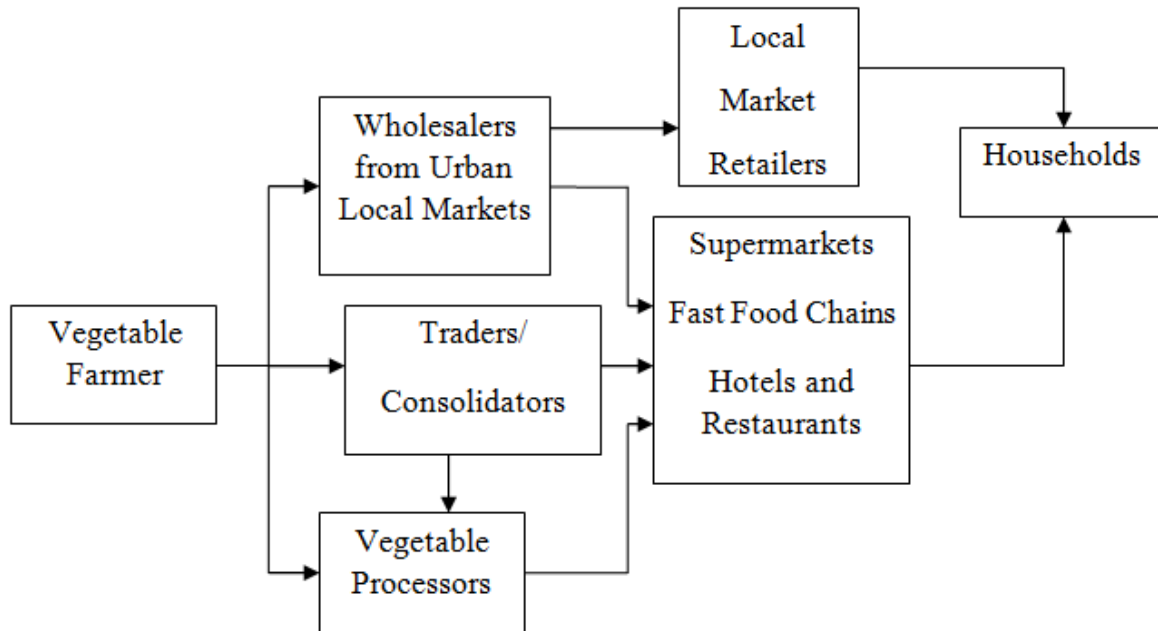 Vegetable
Farmer
Wholesalers
from Urban
Local Markets
Traders/
Consolidators
Vegetable
Processors
Local
Market
Retailers
Supermarkets
Fast Food Chains
Hotels and
Restaurants
Households